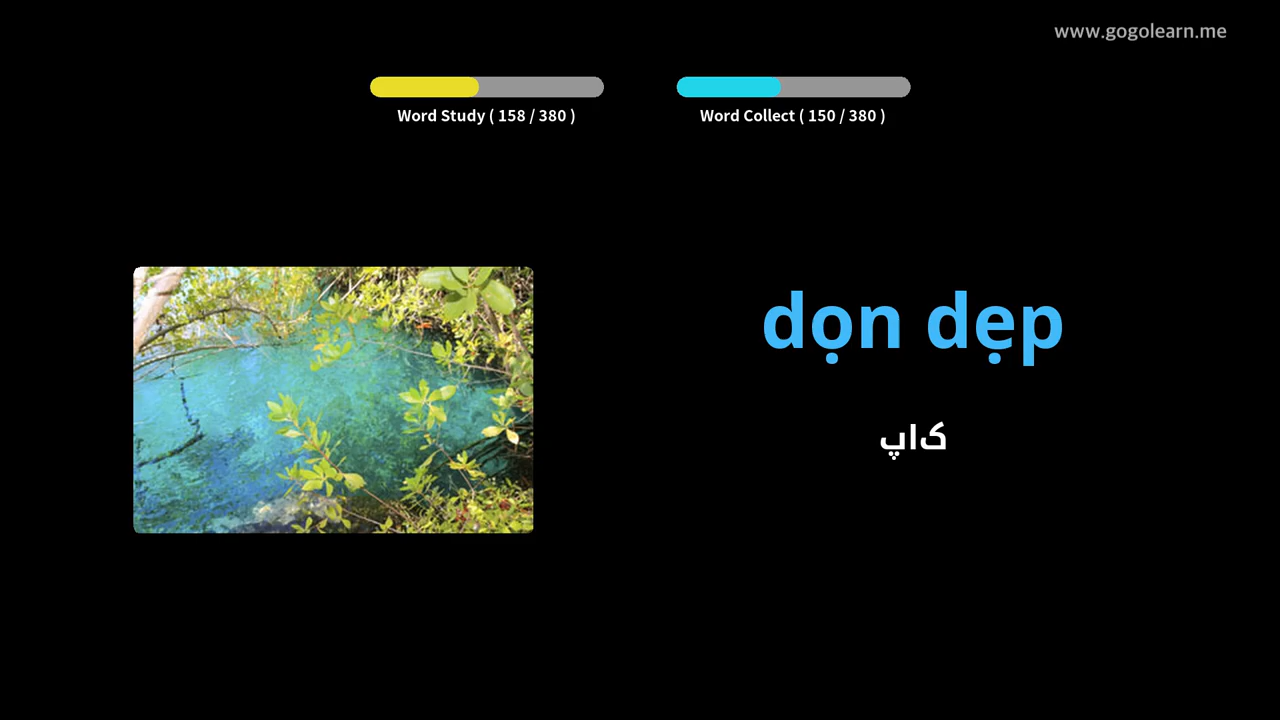 www.gogolearn.me
Word Study ( 158 / 380 )
Word Collect ( 150 / 380 )
dọn dẹp
کاپ